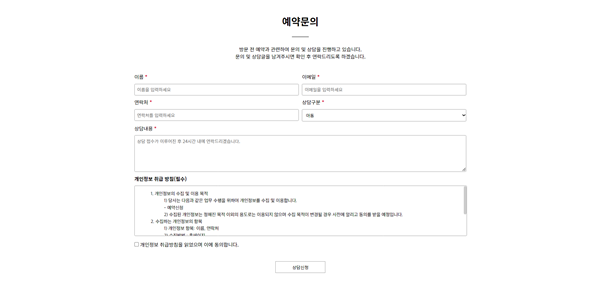 예약문의
방문 전 예약과 관련하여 문의 및 상담을 진행하고 있습니다.
문의 및 상담글을 남겨주시면 확인 후 연락드리도록 하겠습니다.
이름 *
이메일 *
이름을 입력하세요
이메일을 입력하세요
연락처 *
상담구분 *
연락처를 입력하세요
아동
상담내용 *
상담 접수가 이루어진 후 24시간 내에 연락드리겠습니다.
개인정보 취급 방침(필수)
1. 개인정보의 수집 및 이용 목적
1) 당사는 다음과 같은 업무 수행을 위하여 개인정보를 수집 및 이용합니다.
- 예약신청
2) 수집된 개인정보는 정해진 목적 이외의 용도로는 이용되지 않으며 수집 목적이 변경될 경우 사전에 알리고 동의를 받을 예정입니다.
2. 수집하는 개인정보의 항목
1) 개인정보 항목: 이름, 연락처
개인정보 취급방침을 읽었으며 이에 동의합니다.
상담신청